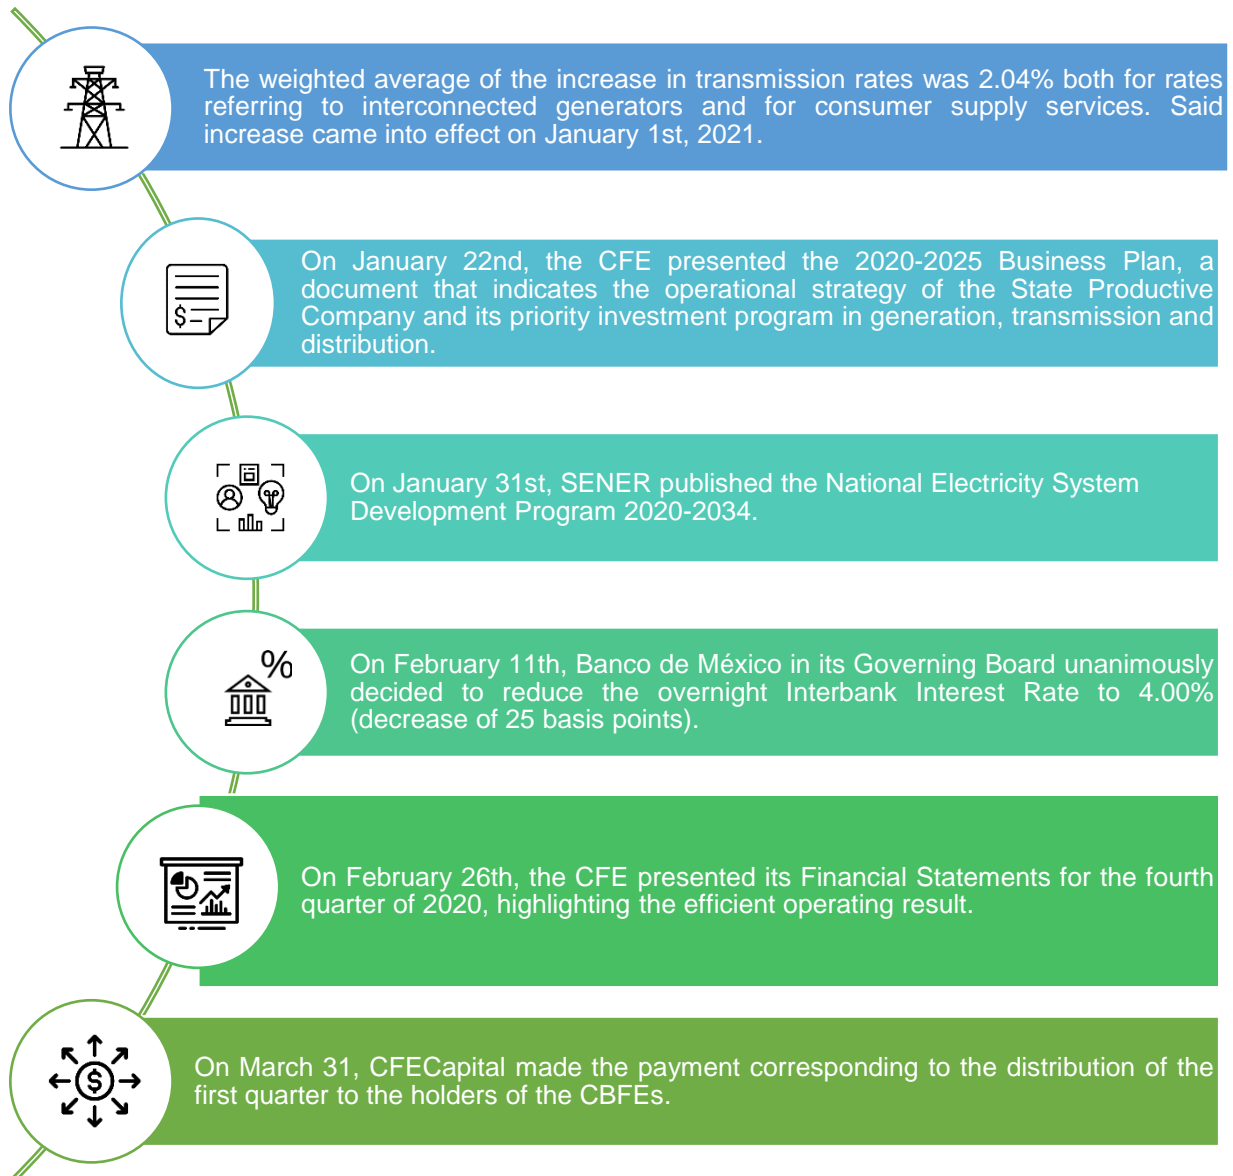 The weighted average of the increase in transmission rates was 2.04% both for rates
referring to interconnected generators and for consumer supply services. Said
increase came into effect on January 1st, 2021.
On January 22nd, the CFE presented the 2020-2025 Business Plan, a
document that indicates the operational strategy of the State Productive
Company and its priority investment program in generation, transmission and
distribution.
$
On January 31st, SENER published the National Electricity System
Development Program 2020-2034.
%
On February 11th, Banco de México in its Governing Board unanimously
decided to reduce the overnight Interbank Interest Rate to 4.00%
(decrease of 25 basis points).
On February 26th, the CFE presented its Financial Statements for the fourth
quarter of 2020, highlighting the efficient operating result.
$
On March 31, CFECapital made the payment corresponding to the distribution of the
first quarter to the holders of the CBFEs.